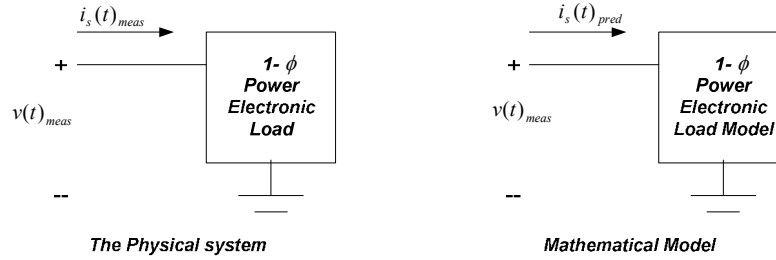 i_s(t)_meas
+
v(t)_meas
--
1- ϕ
Power
Electronic
Load
The Physical system
i_s(t)_pred
+
v(t)_meas
--
1- ϕ
Power
Electronic
Load Model
Mathematical Model